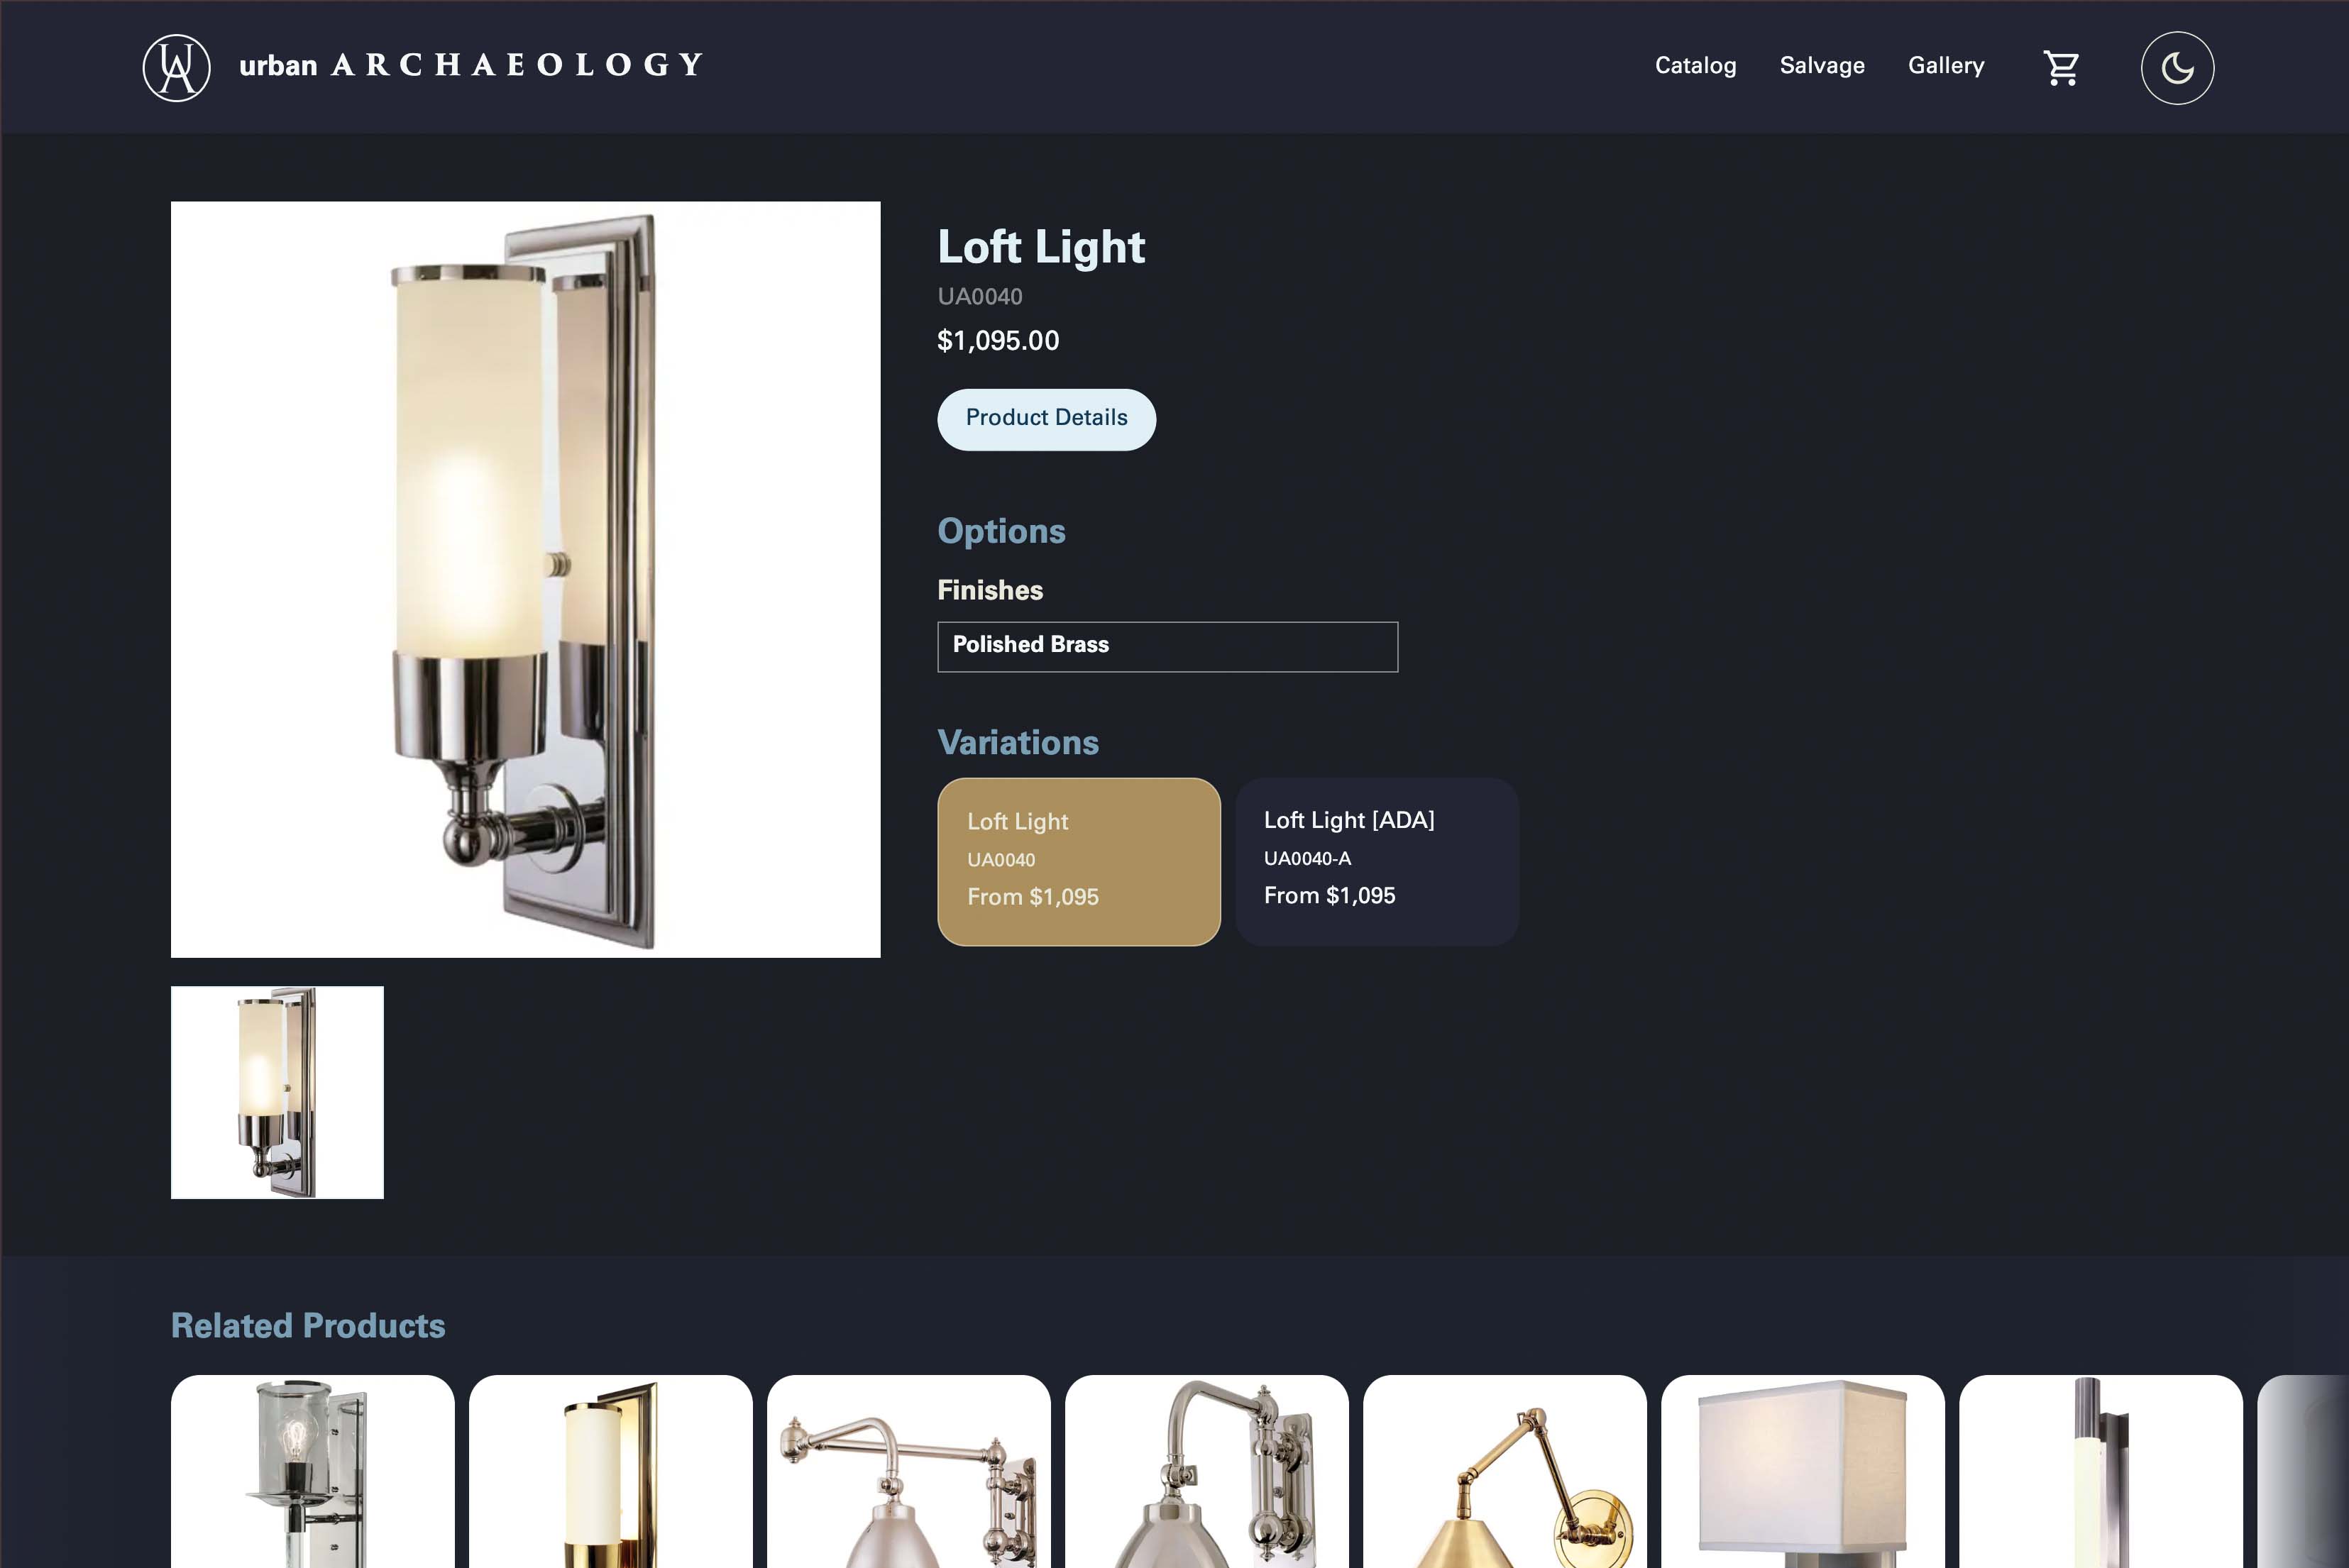 UA urban ARCHAEOLOGY
Catalog Salvage Gallery
Loft Light
UA0040
$1,095.00
Product Details
Options
Finishes
Polished Brass
Variations
Loft Light
UA0040
From $1,095
Loft Light [ADA]
UA0040-A
From $1,095
Related Products